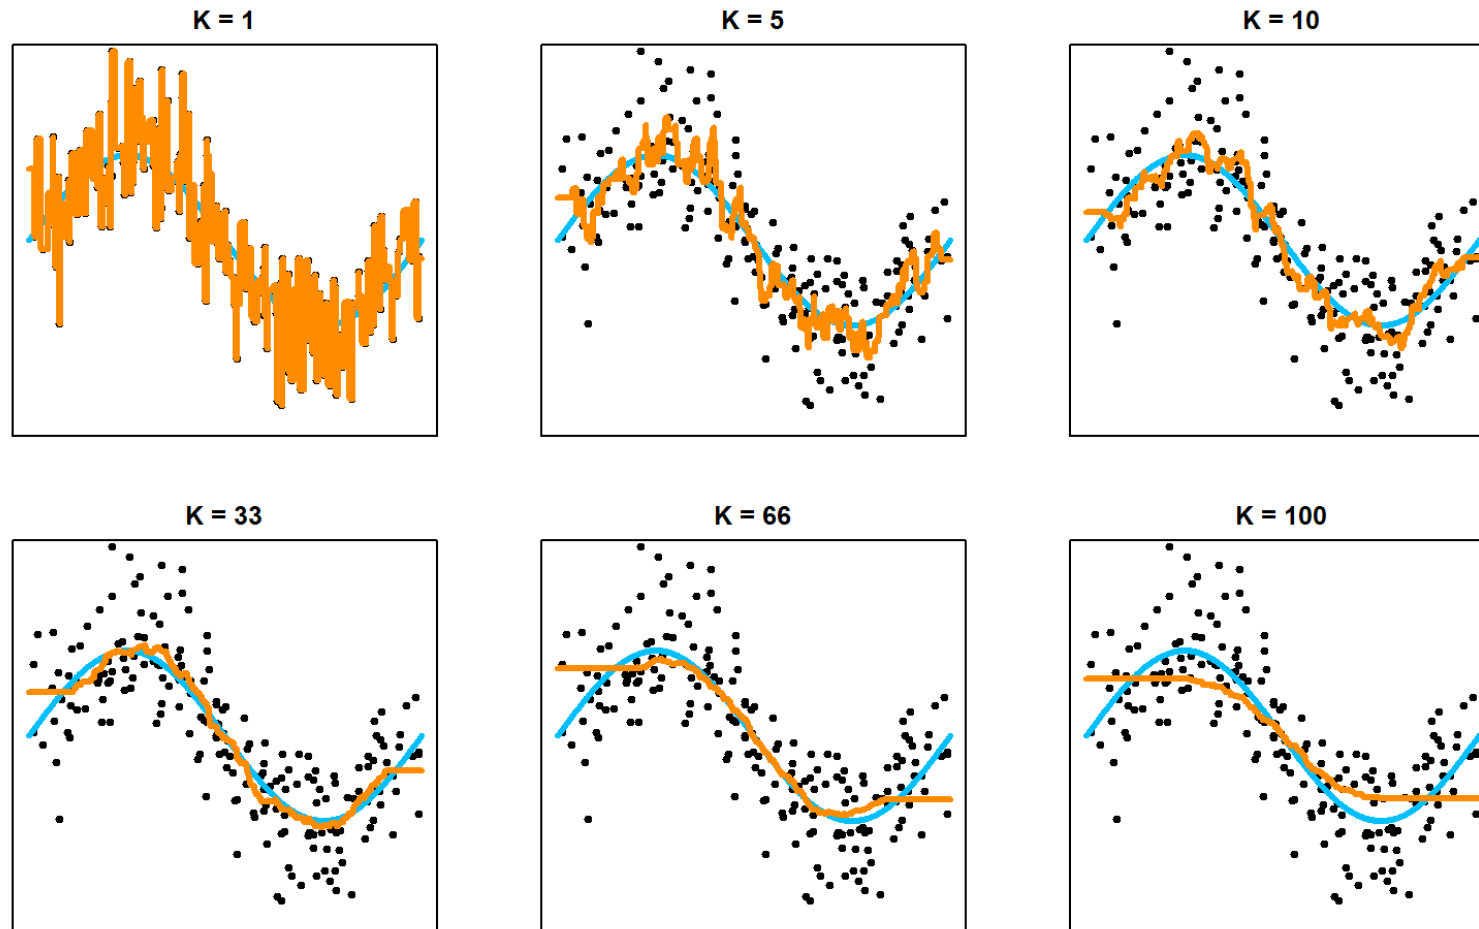 K = 1
K = 5
K = 10
K = 33
K = 66
K = 100